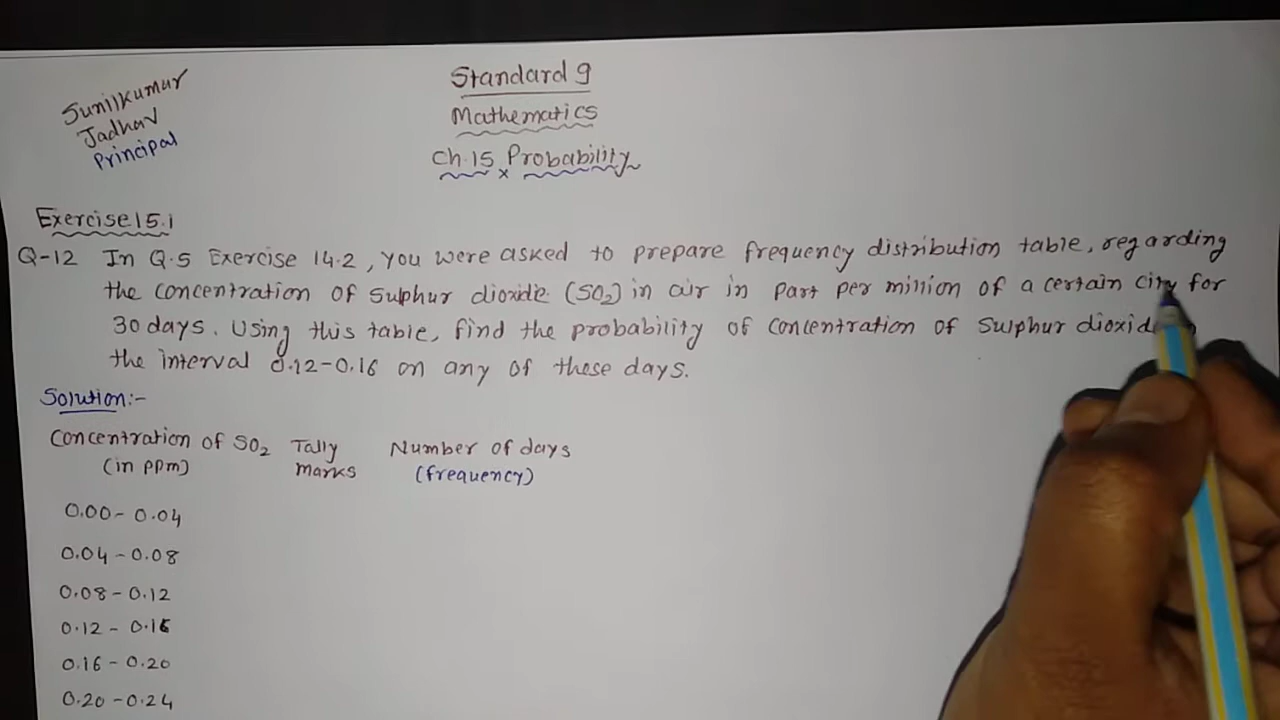 Sunilkumar
Jadhav
Principal
Standard 9
Mathematics
Ch.15 Probability
Exercise 15.1
Q-12 In Q.5 Exercise 14.2, you were asked to prepare frequency distribution table, regarding
the concentration of Sulphur dioxide (SO2) in air in part per million of a certain city for
30 days. Using this table, find the probability of concentration of Sulphur
the interval 0.12-0.16 on any of these days.
Solution:-
Concentration of SO2 Tally Number of days
(in ppm) marks (frequency)
0.00- 0.04
0.04 - 0.08
0.08 - 0.12
0.12 - 0.16
0.16 - 0.20
0.20 - 0.24